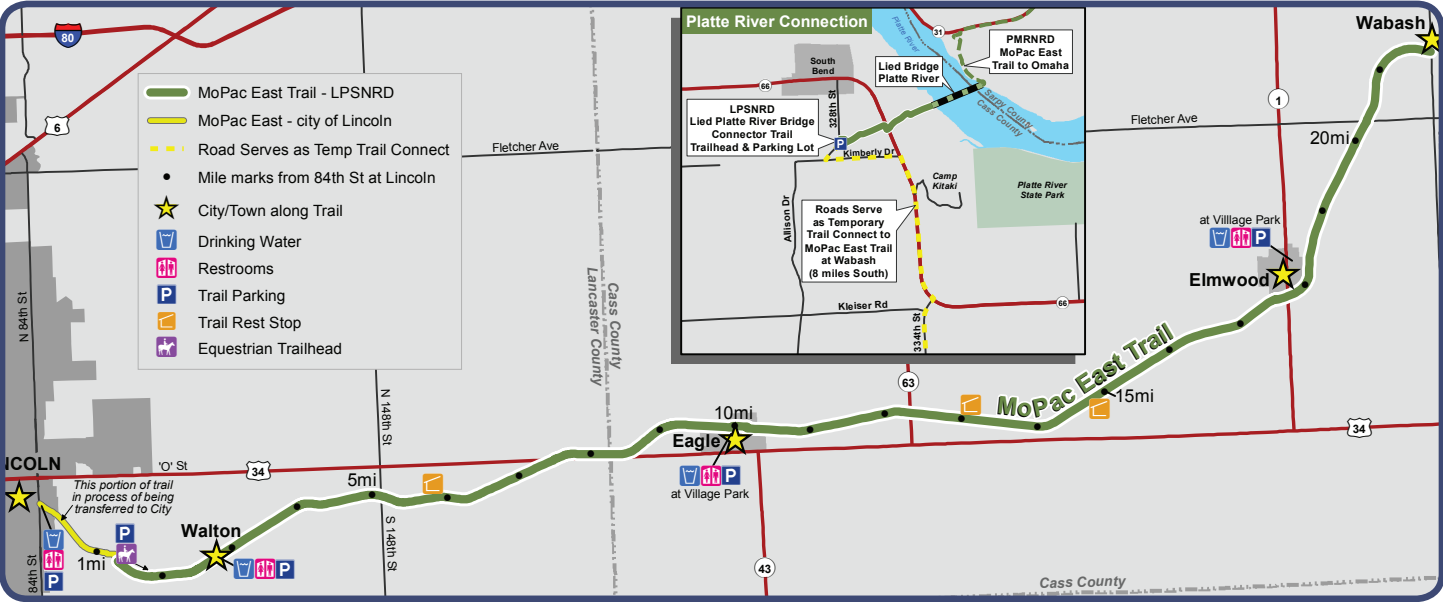 80
6
MoPac East Trail - LPSNRD
MoPac East - city of Lincoln
Road Serves as Temp Trail Connect
Mile marks from 84th St at Lincoln
City/Town along Trail
Drinking Water
Restrooms
P
Trail Parking
Trail Rest Stop
Equestrian Trailhead
Fletcher Ave
Cass County
Lancaster County
Platte River Connection
Platte River
31
PMRNRD
MoPac East
Trail to Omaha
South
Bend
Lied Bridge
Platte River
66
328th St
LPSNRD
Lied Platte River Bridge
Connector Trail
Trailhead & Parking Lot
P
Sarpy County
Cass County
Kimberly Dr
Camp
Kitaki
Platte River
State Park
Allison Dr
Roads Serve
as Temporary
Trail Connect to
MoPac East Trail
at Wabash
(8 miles South)
Kleiser Rd
66
334th St
Wabash
1
Fletcher Ave
20mi
at Villlage Park
P
Elmwood
MoPac East Trail
15mi
63
34
10mi
Eagle
P
at Village Park
43
N 84th St
N 148th St
S 148th St
NCOLN
'O' St
34
This portion of trail
in process of being
transferred to City
5mi
Walton
P
P
1mi
P
84th St
Cass County